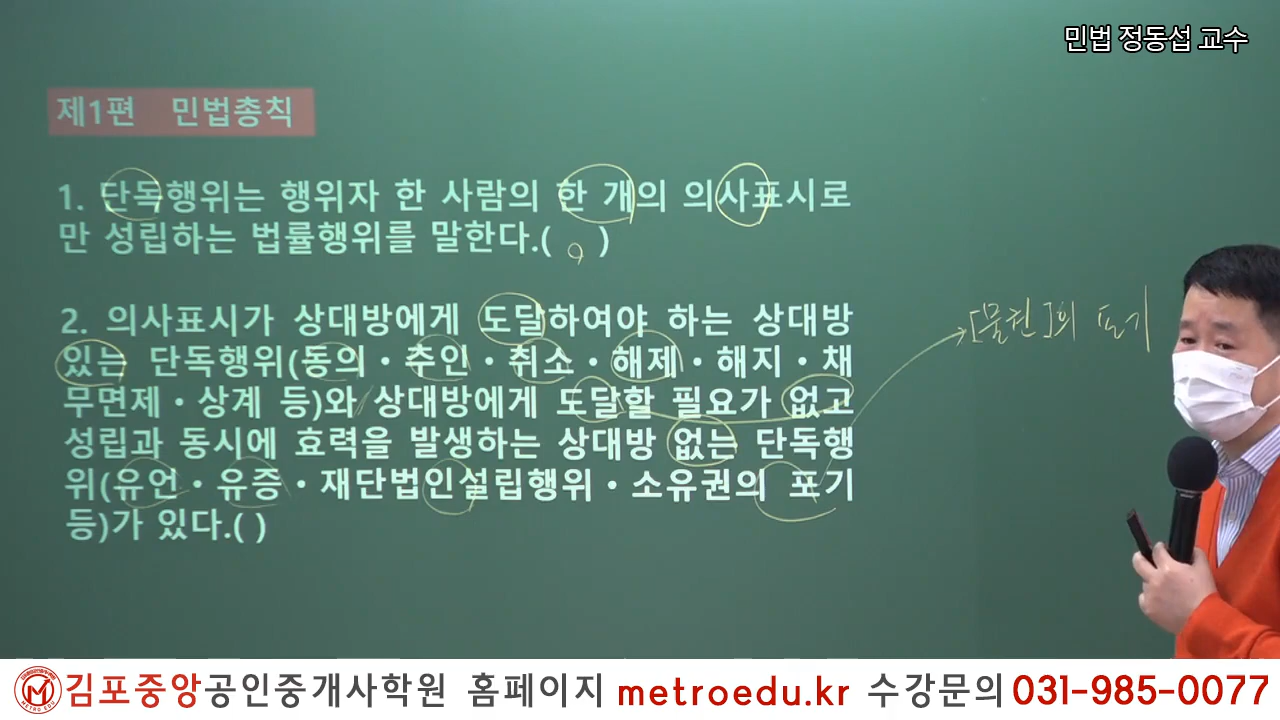 민법 정동섭 교수
제1편 민법총칙
1. 단독행위는 행위자 한 사람의 한 개의 의사표시로
만 성립하는 법률행위를 말한다.( )
2. 의사표시가 상대방에게 도달하여야 하는 상대방
있는 단독행위(동의·추인·취소·해제·해지·채
무면제·상계 등)와 상대방에게 도달할 필요가 없고
성립과 동시에 효력을 발생하는 상대방 없는 단독행
위(유언·유증·재단법인설립행위·소유권의 포기
등)가 있다.( )
[물권]의 포기
METRO EDU 김포중앙공인중개사학원 홈페이지 metroedu.kr 수강문의 031-985-0077